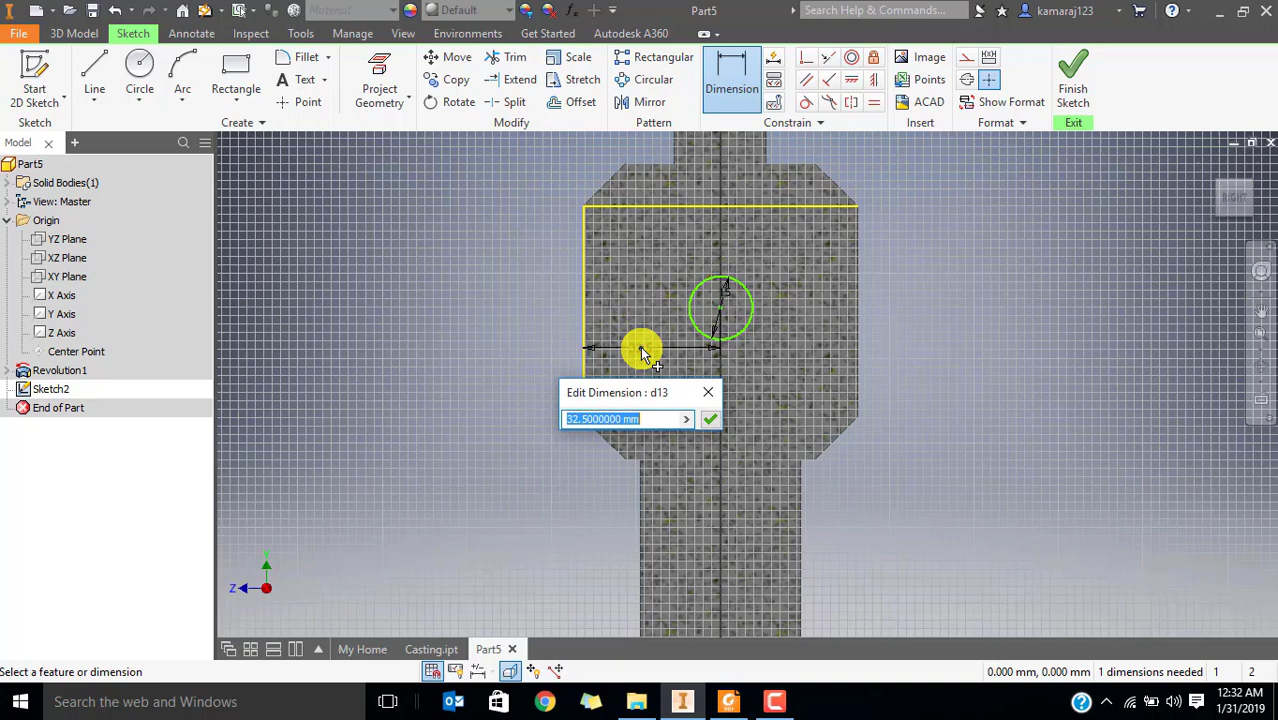 Material
Default
Part5
Search Help & Commands...
kamaraj123
File
3D Model
Sketch
Annotate
Inspect
Tools
Manage
View
Environments
Get Started
Autodesk A360
Start
2D Sketch
Line
Circle
Arc
Rectangle
Fillet
Text
Point
Project
Geometry
Move
Copy
Rotate
Trim
Extend
Split
Scale
Stretch
Offset
Rectangular
Circular
Mirror
Dimension
Image
Points
ACAD
Show Format
Finish
Sketch
Sketch
Create
Modify
Pattern
Constrain
Insert
Format
Exit
Model
Part5
Solid Bodies(1)
View: Master
Origin
YZ Plane
XZ Plane
XY Plane
X Axis
Y Axis
Z Axis
Center Point
Revolution1
Sketch2
End of Part
RIGHT
Edit Dimension : d13
32.5000000 mm
Y
Z
My Home
Casting.ipt
Part5
Select a feature or dimension
0.000 mm, 0.000 mm
1 dimensions needed
1
2
Search the web and Windows
12:32 AM
1/31/2019